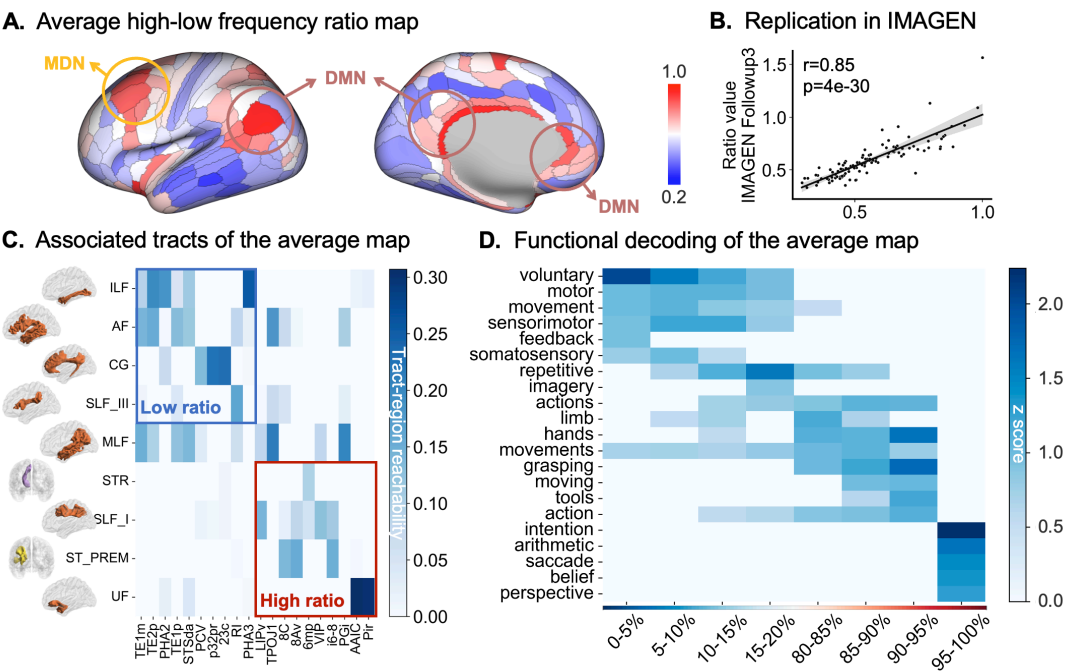 A. Average high-low frequency ratio map
MDN
DMN
DMN
1.0
0.2
B. Replication in IMAGEN
r=0.85
p=4e-30
Ratio value
IMAGEN Followup3
1.5
1.0
0.5
0.5
1.0
C. Associated tracts of the average map
ILF
AF
CG
SLF_III
MLF
STR
SLF_I
ST_PREM
UF
Low ratio
High ratio
TE1m
TE2p
PHA2
TE1p
STSda
PCV
p32pr
23c
RI
PHA3
LIPv
TPOJ1
8C
8Av
6mp
VIP
i6-8
PGi
AAIC
Pir
0.30
0.25
0.20
0.15
0.10
0.05
0.00
Tract-region reachability
D. Functional decoding of the average map
voluntary
motor
movement
sensorimotor
feedback
somatosensory
repetitive
imagery
actions
limb
hands
movements
grasping
moving
tools
action
intention
arithmetic
saccade
belief
perspective
0-5%
5-10%
10-15%
15-20%
80-85%
85-90%
90-95%
95-100%
2.0
1.5
1.0
0.5
0.0
z score